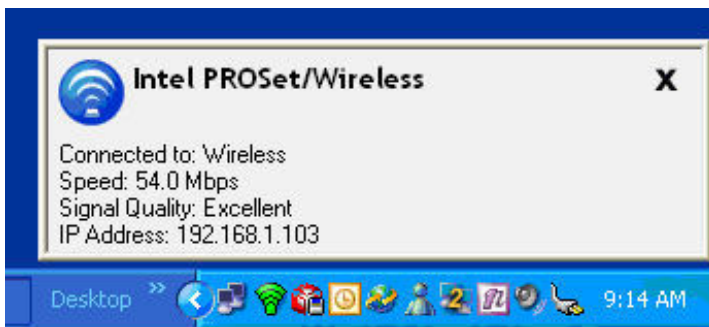 Intel PROSet/Wireless X
Connected to: Wireless
Speed: 54.0 Mbps
Signal Quality: Excellent
IP Address: 192.168.1.103
Desktop » 2 n 9:14 AM